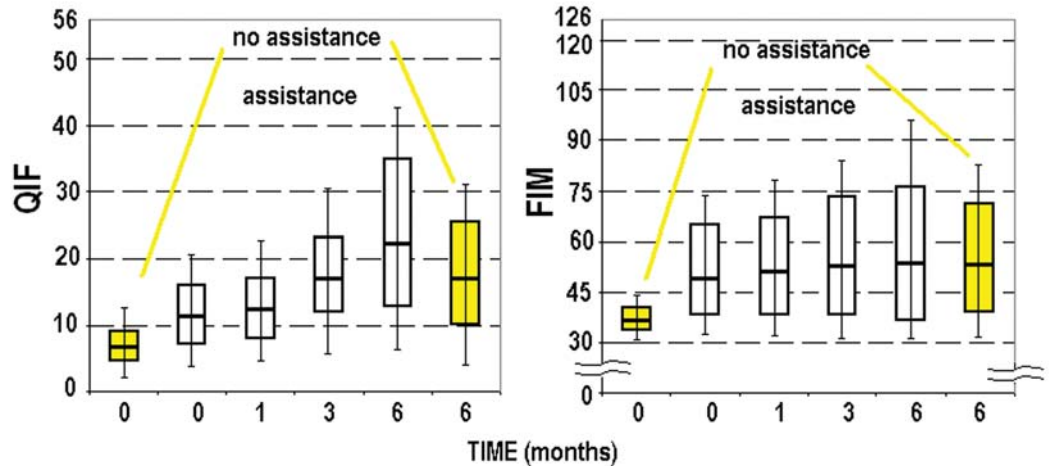 56
50
40
30
20
10
0
QIF
no assistance
assistance
0 0 1 3 6 6
126
120
105
90
75
60
45
30
0
FIM
no assistance
assistance
0 0 1 3 6 6
TIME (months)